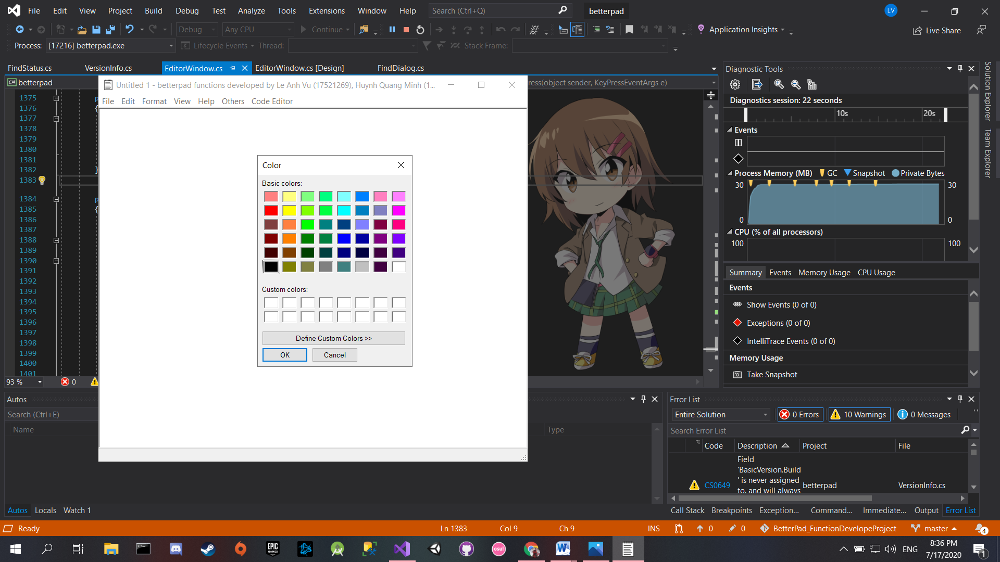 File Edit View Project Build Debug Test Analyze Tools Extensions Window Help Search (Ctrl+Q) betterpad LV
Debug Any CPU Continue Application Insights Live Share
Process: [17216] betterpad.exe Lifecycle Events Thread: Stack Frame:
FindStatus.cs VersionInfo.cs EditorWindow.cs EditorWindow.cs [Design] FindDialog.cs
C# betterpad
ress(object sender, KeyPressEventArgs e)
1375 p
1376 {
1377
1378
1379
1380
1381
1382 }
1383
1384 p
1385 {
1386
1387
1388
1389
1390
1391
1392
1393
1394
1395
1396
1397
1398
1399
1400
1401
93 % 0
Untitled 1 - betterpad functions developed by Le Anh Vu (17521269), Huynh Quang Minh (1...
File Edit Format View Help Others Code Editor
Color
Basic colors:
Custom colors:
Define Custom Colors >>
OK Cancel
Diagnostic Tools
Diagnostics session: 22 seconds
10s 20s
Events
Process Memory (MB) GC Snapshot Private Bytes
30 30
0 0
CPU (% of all processors)
100 100
Summary Events Memory Usage CPU Usage
Events
Show Events (0 of 0)
Exceptions (0 of 0)
IntelliTrace Events (0 of 0)
Memory Usage
Take Snapshot
Solution Explorer
Team Explorer
Autos
Search (Ctrl+E)
Name Type
Autos Locals Watch 1
Error List
Entire Solution 0 Errors 10 Warnings 0 Messages
Search Error List
Code Description Project File
Field
'BasicVersion.Build
' is never assigned
to, and will always
CS0649 betterpad VersionInfo.cs
Call Stack Breakpoints Exception... Command... Immediate... Output Error List
Ready Ln 1383 Col 9 Ch 9 INS 0 0 BetterPad_FunctionDevelopeProject master 4
EPIC GAMES osu! ENG 8:36 PM
7/17/2020 1